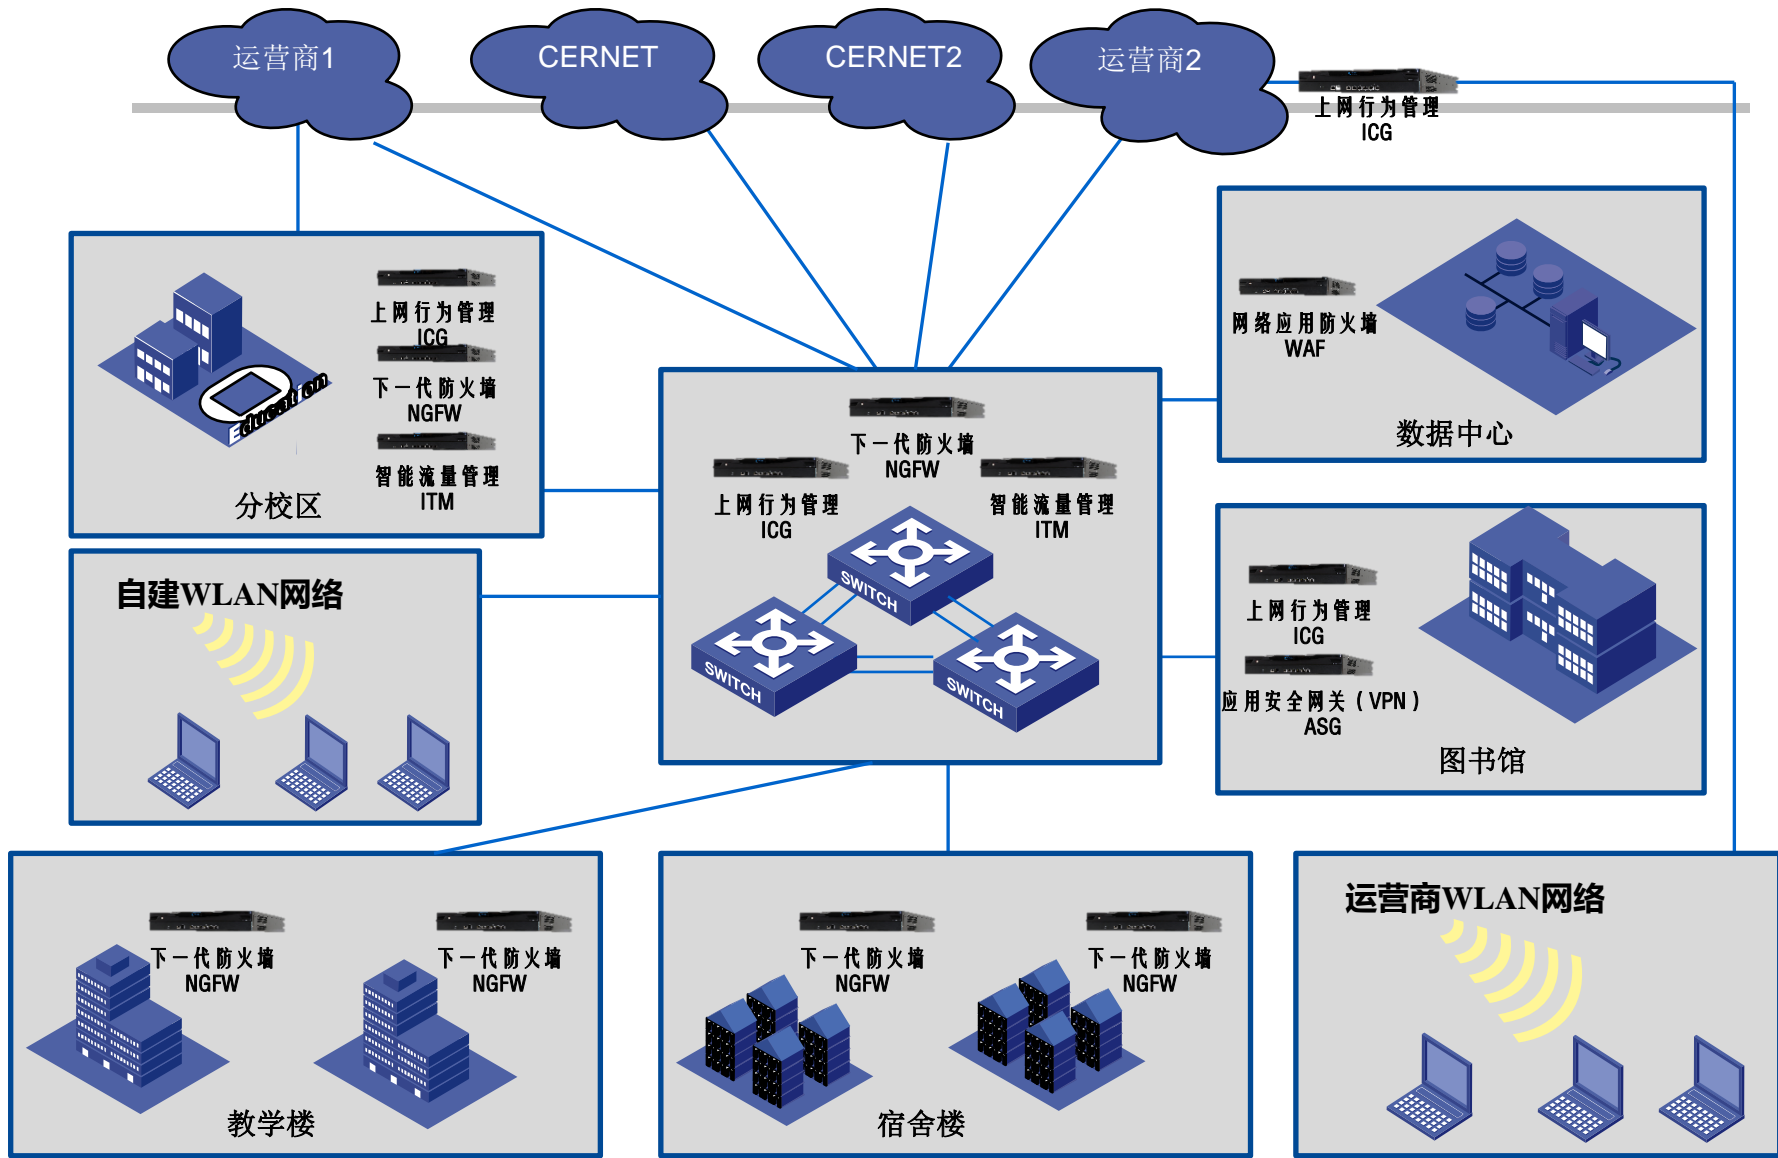 运营商1
CERNET
CERNET2
运营商2
上网行为管理
ICG
上网行为管理
ICG
下一代防火墙
NGFW
智能流量管理
ITM
Education
分校区
网络应用防火墙
WAF
数据中心
下一代防火墙
NGFW
上网行为管理
ICG
智能流量管理
ITM
SWITCH
SWITCH
SWITCH
自建WLAN网络
上网行为管理
ICG
应用安全网关（VPN）
ASG
图书馆
下一代防火墙
NGFW
下一代防火墙
NGFW
教学楼
下一代防火墙
NGFW
下一代防火墙
NGFW
宿舍楼
运营商WLAN网络